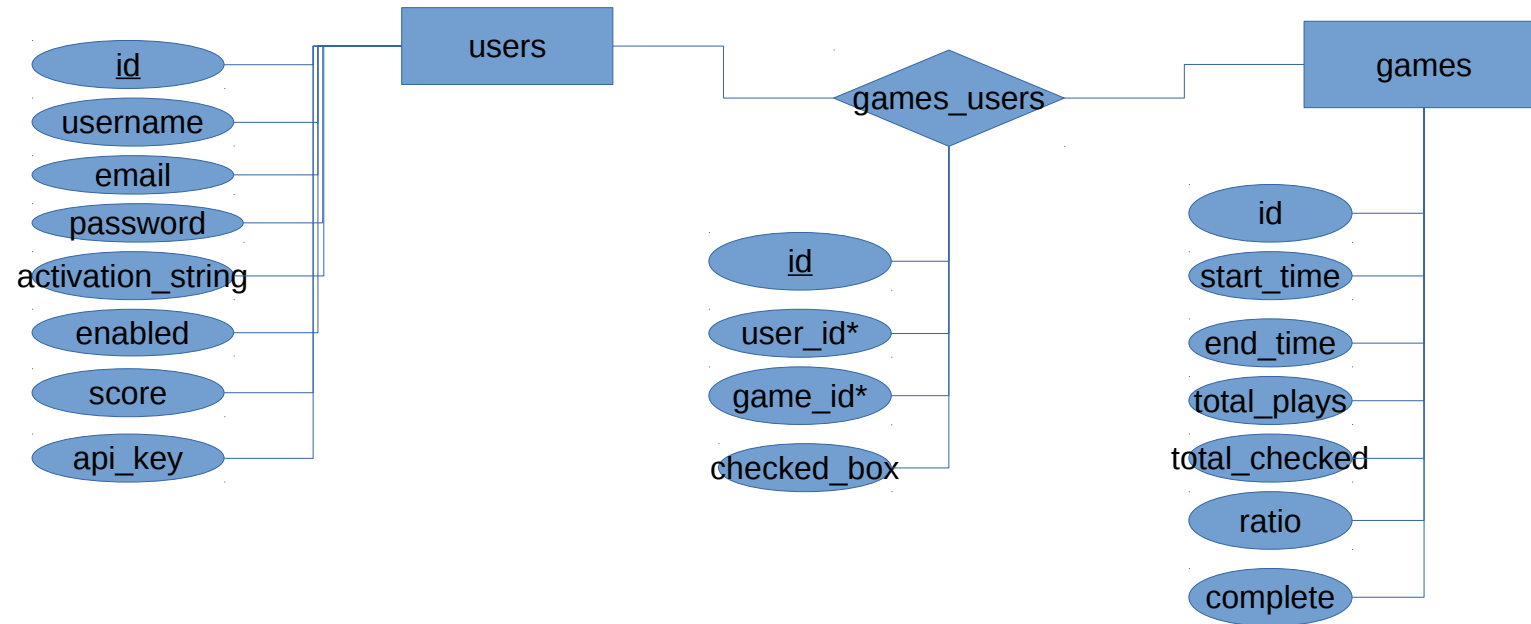 users
id
username
email
password
activation_string
enabled
score
api_key
games_users
id
user_id*
game_id*
checked_box
games
id
start_time
end_time
total_plays
total_checked
ratio
complete